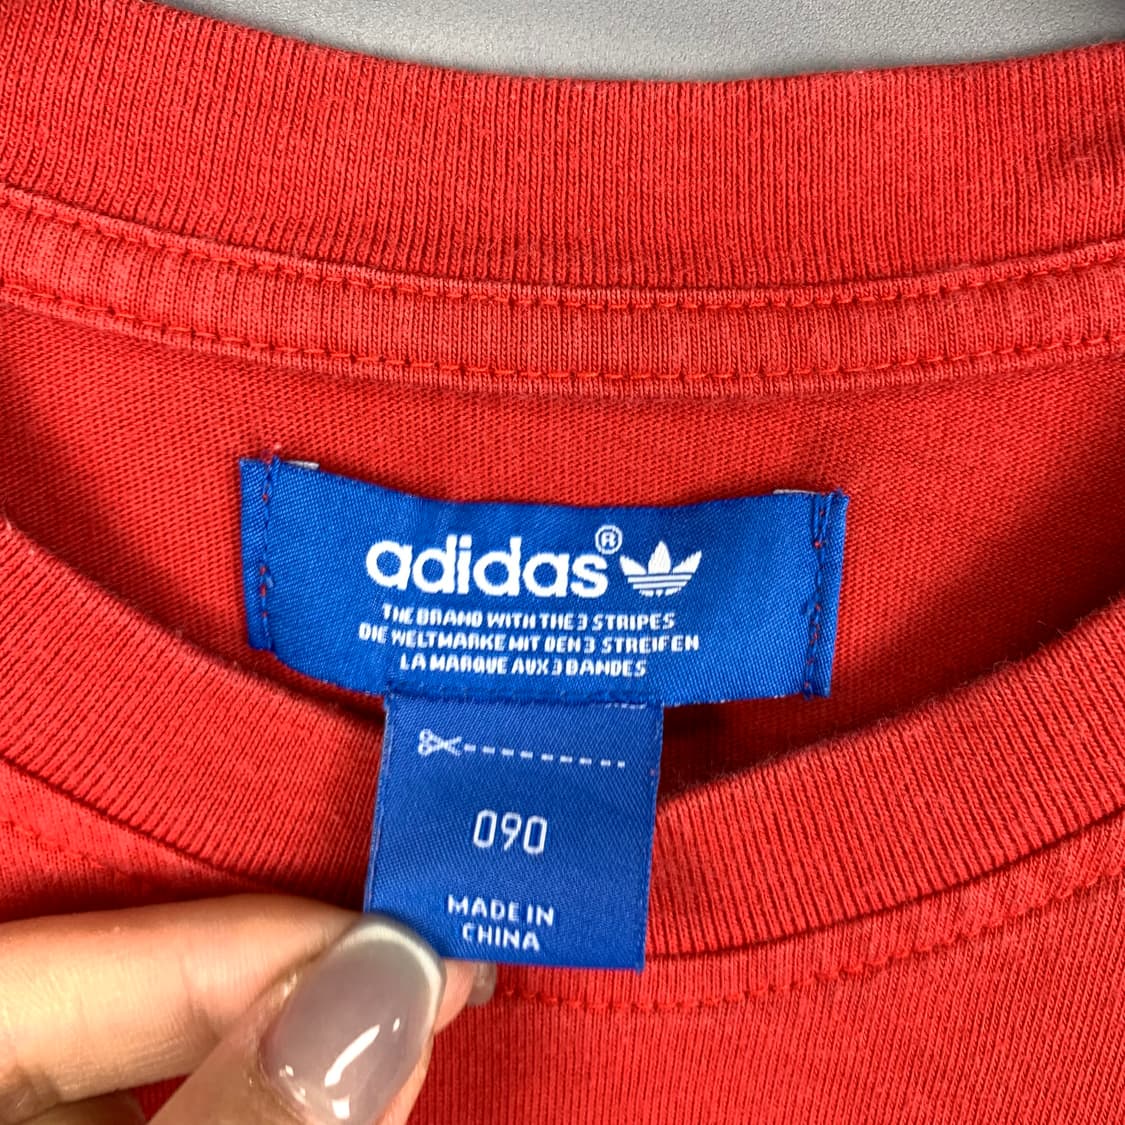 adidas®
THE BRAND WITH THE 3 STRIPES
DIE WELTMARKE MIT DEN 3 STREIFEN
LA MARQUE AUX 3 BANDES
090
MADE IN
CHINA